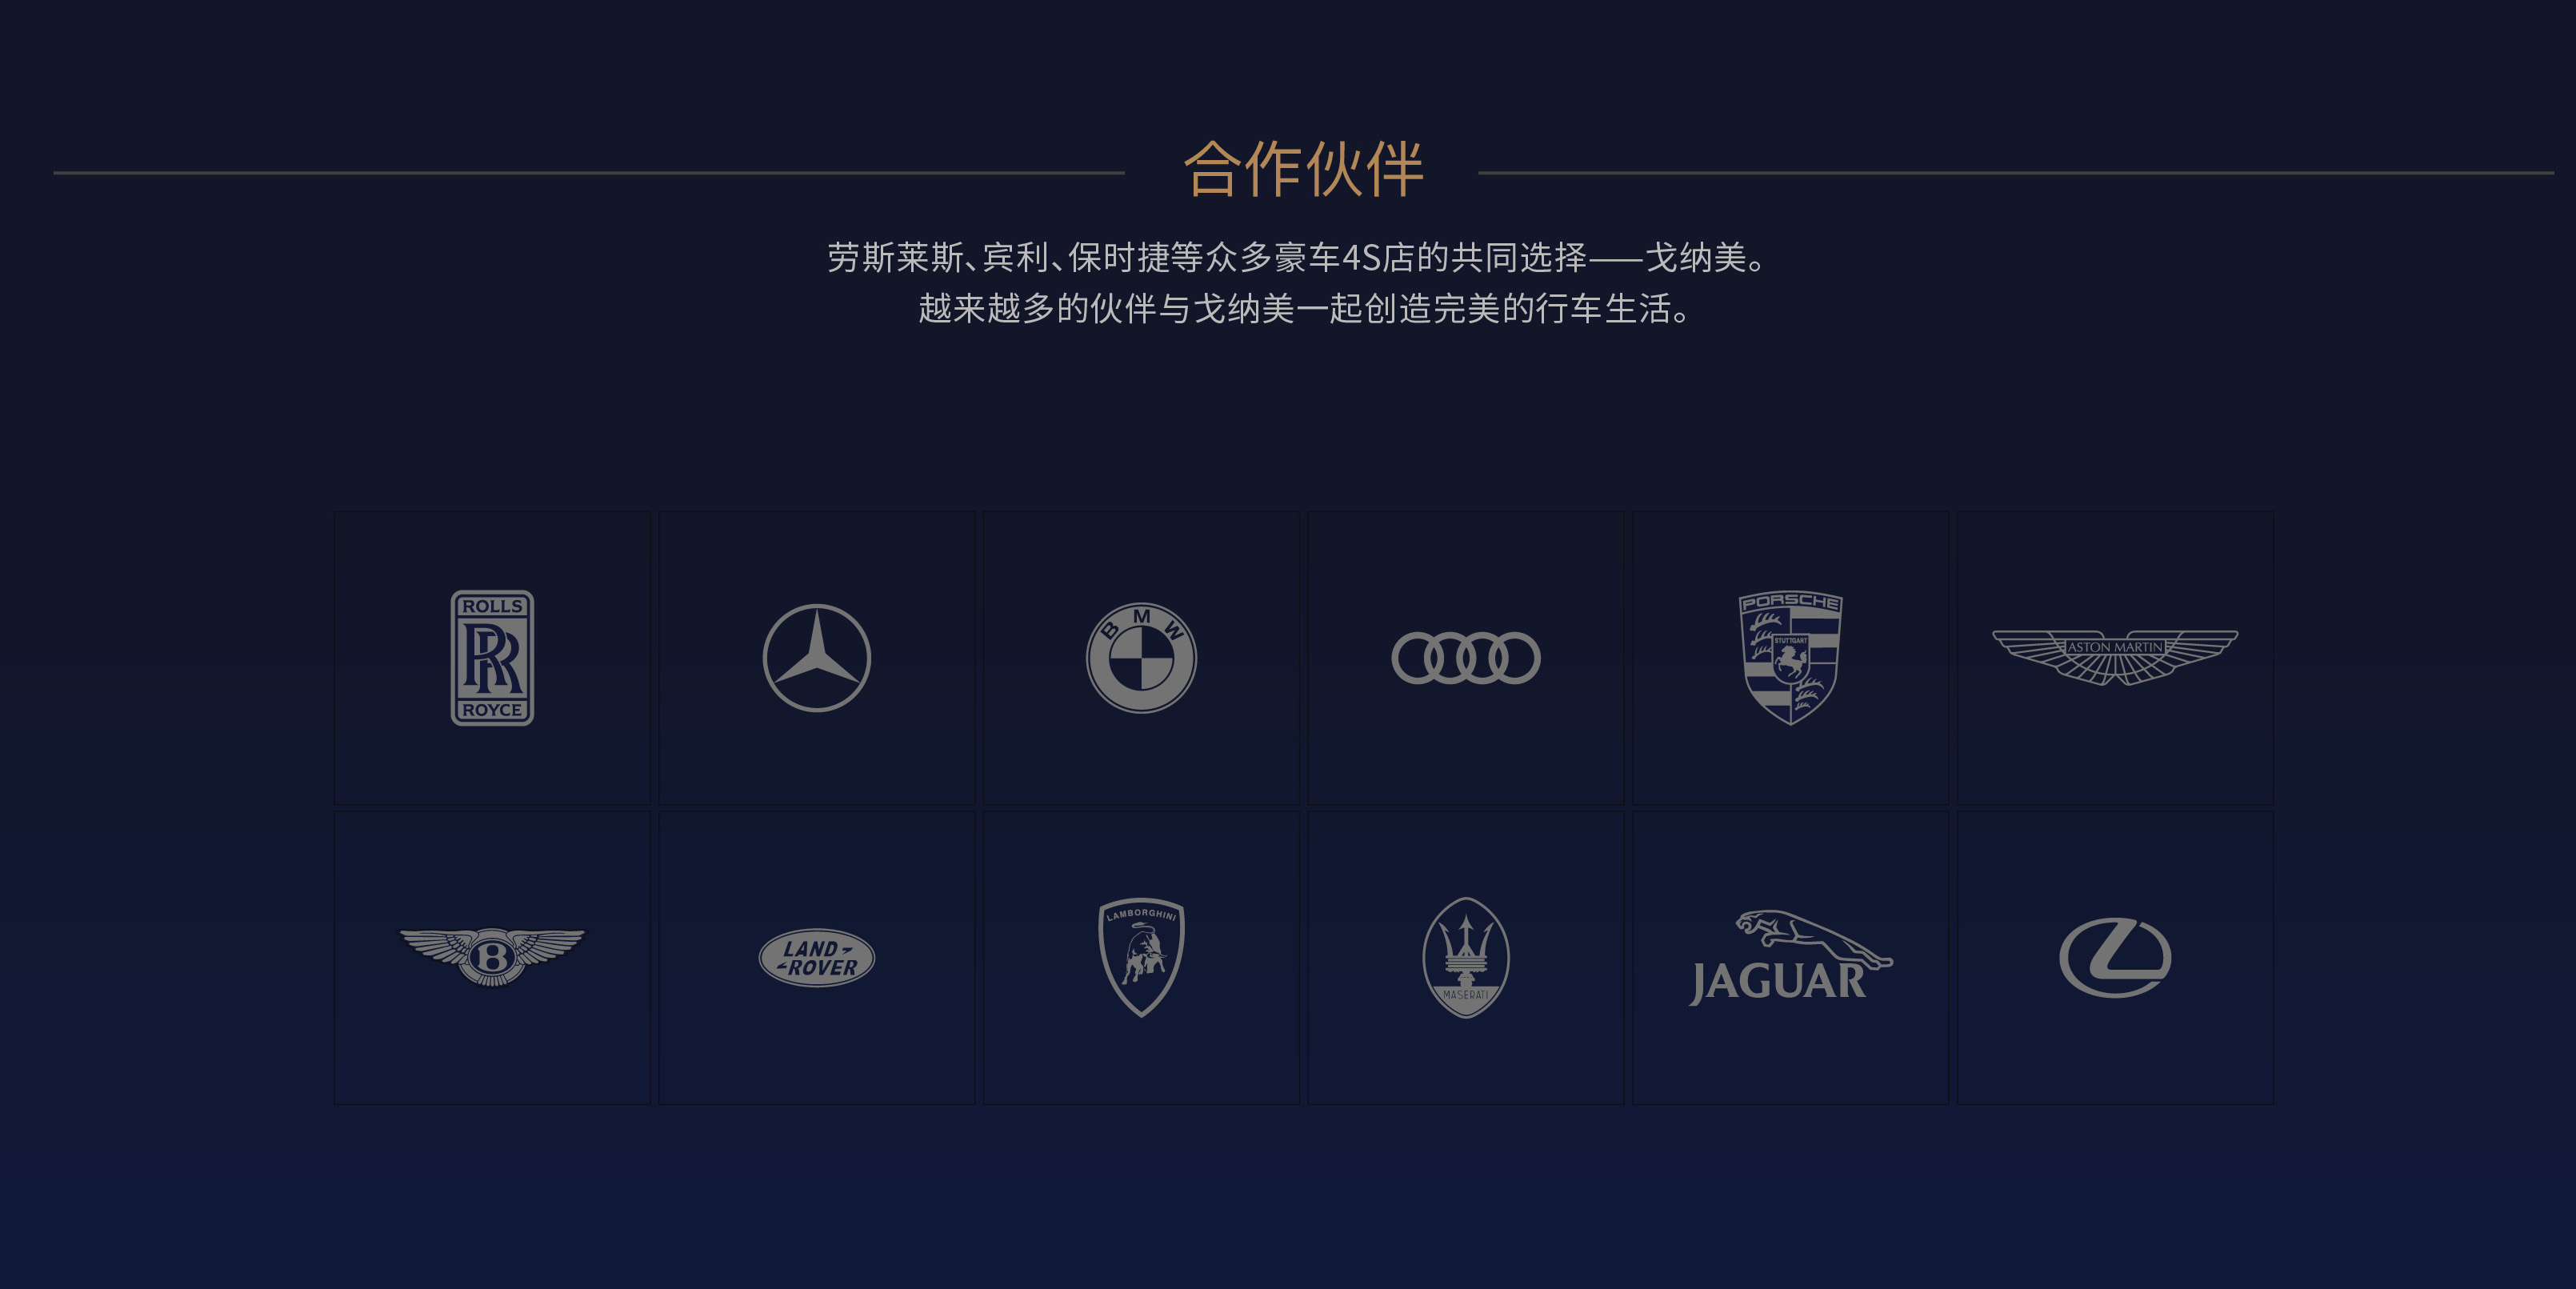 合作伙伴
劳斯莱斯、宾利、保时捷等众多豪车4S店的共同选择——戈纳美。
越来越多的伙伴与戈纳美一起创造完美的行车生活。
ROLLS
RR
ROYCE
BMW
PORSCHE
STUTTGART
ASTON MARTIN
B
LAND
ROVER
LAMBORGHINI
MASERATI
JAGUAR